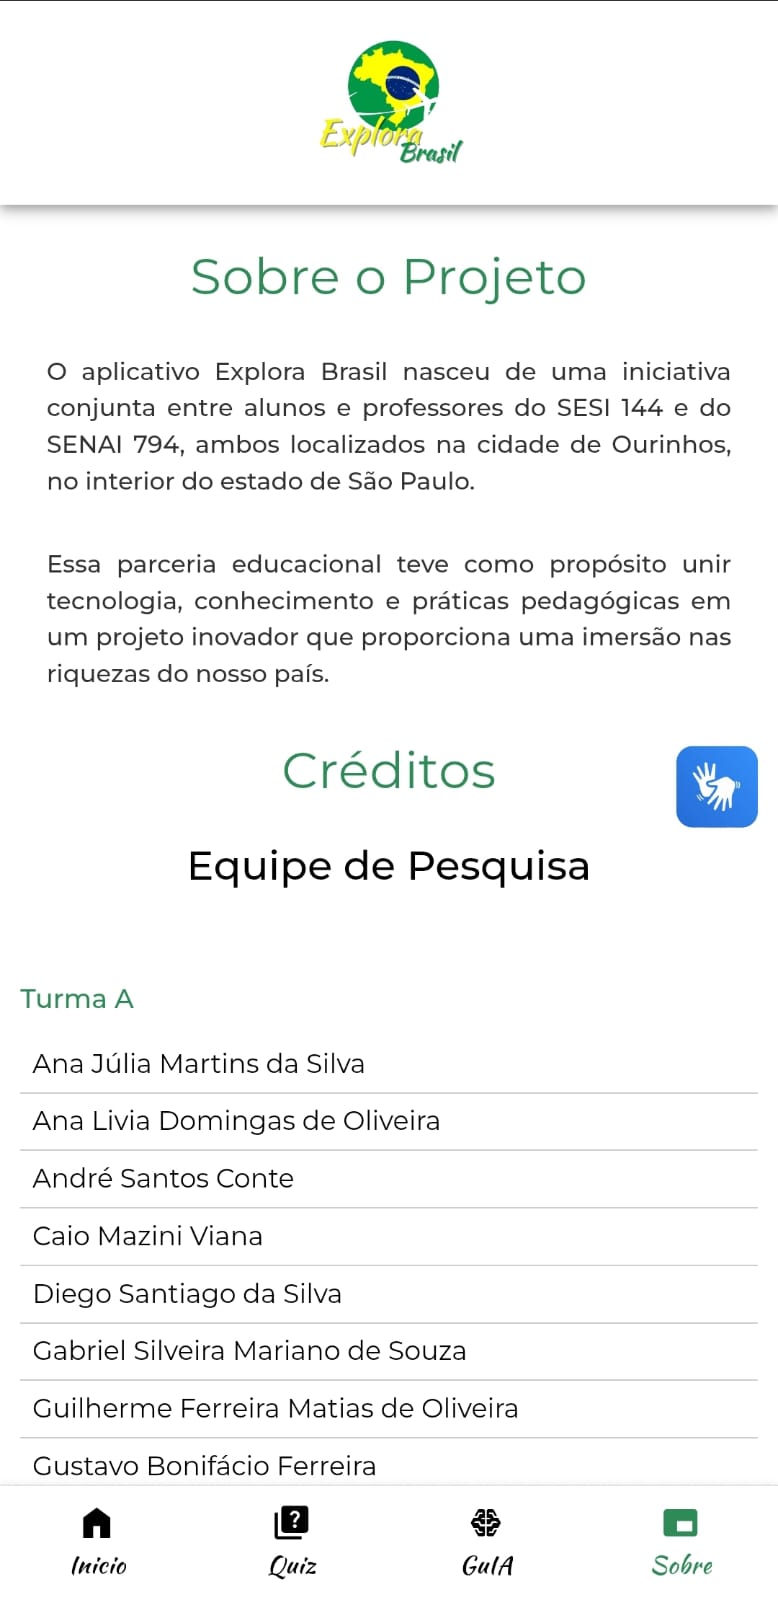 Explora
Brasil
Sobre o Projeto
O aplicativo Explora Brasil nasceu de uma iniciativa
conjunta entre alunos e professores do SESI 144 e do
SENAI 794, ambos localizados na cidade de Ourinhos,
no interior do estado de São Paulo.
Essa parceria educacional teve como propósito unir
tecnologia, conhecimento e práticas pedagógicas em
um projeto inovador que proporciona uma imersão nas
riquezas do nosso país.
Créditos
Equipe de Pesquisa
Turma A
Ana Júlia Martins da Silva
Ana Livia Domingas de Oliveira
André Santos Conte
Caio Mazini Viana
Diego Santiago da Silva
Gabriel Silveira Mariano de Souza
Guilherme Ferreira Matias de Oliveira
Gustavo Bonifácio Ferreira
Inicio
Quiz
GuIA
Sobre